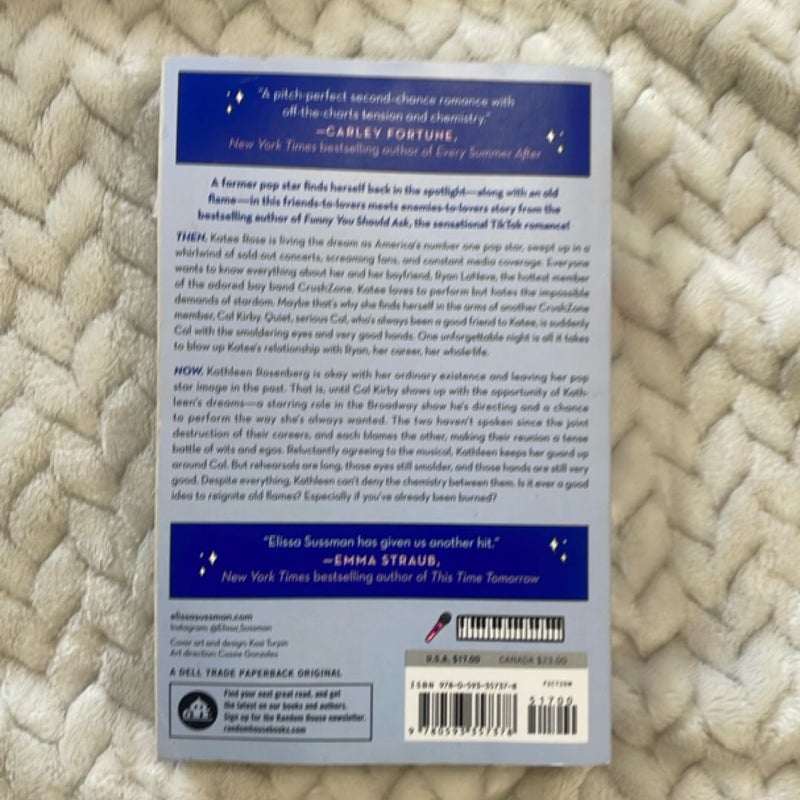 "A pitch-perfect second-chance romance with
off-the-charts tension and chemistry."
—CARLEY FORTUNE,
New York Times bestselling author of Every Summer After
A former pop star finds herself back in the spotlight—along with an old
flame—in this friends-to-lovers meets enemies-to-lovers story from the
bestselling author of Funny You Should Ask, the sensational TikTok romance!
THEN. Katee Rose is living the dream as America's number one pop star, swept up in a
whirlwind of sold out concerts, screaming fans, and constant media coverage. Everyone
wants to know everything about her and her boyfriend, Ryan LaNeve, the hottest member
of the adored boy band CrushZone. Katee loves to perform but hates the impossible
demands of stardom. Maybe that's why she finds herself in the arms of another CrushZone
member, Cal Kirby. Quiet, serious Cal, who's always been a good friend to Katee, is suddenly
Cal with the smoldering eyes and very good hands. One unforgettable night is all it takes
to blow up Katee's relationship with Ryan, her career, her whole life.
NOW. Kathleen Rosenberg is okay with her ordinary existence and leaving her pop
star image in the past. That is, until Cal Kirby shows up with the opportunity of Kath-
leen's dreams—a starring role in the Broadway show he's directing and a chance
to perform the way she's always wanted. The two haven't spoken since the joint
destruction of their careers, and each blames the other, making their reunion a tense
battle of wits and egos. Reluctantly agreeing to the musical, Kathleen keeps her guard up
around Cal. But rehearsals are long, those eyes still smolder, and those hands are still very
good. Despite everything, Kathleen can't deny the chemistry between them. Is it ever a good
idea to reignite old flames? Especially if you've already been burned?
"Elissa Sussman has given us another hit."
—EMMA STRAUB,
New York Times bestselling author of This Time Tomorrow
elissasussman.com
Instagram: @Elissa_Sussman
Cover art and design: Kasi Turpin
Art direction: Cassie Gonzales
A DELL TRADE PAPERBACK ORIGINAL
Find your next great read, and get
the latest on our books and authors.
Sign up for the Random House newsletter.
randomhousebooks.com
U.S.A. $17.00 CANADA $23.00
ISBN 978-0-593-35737-8
51700
9 780593 357378